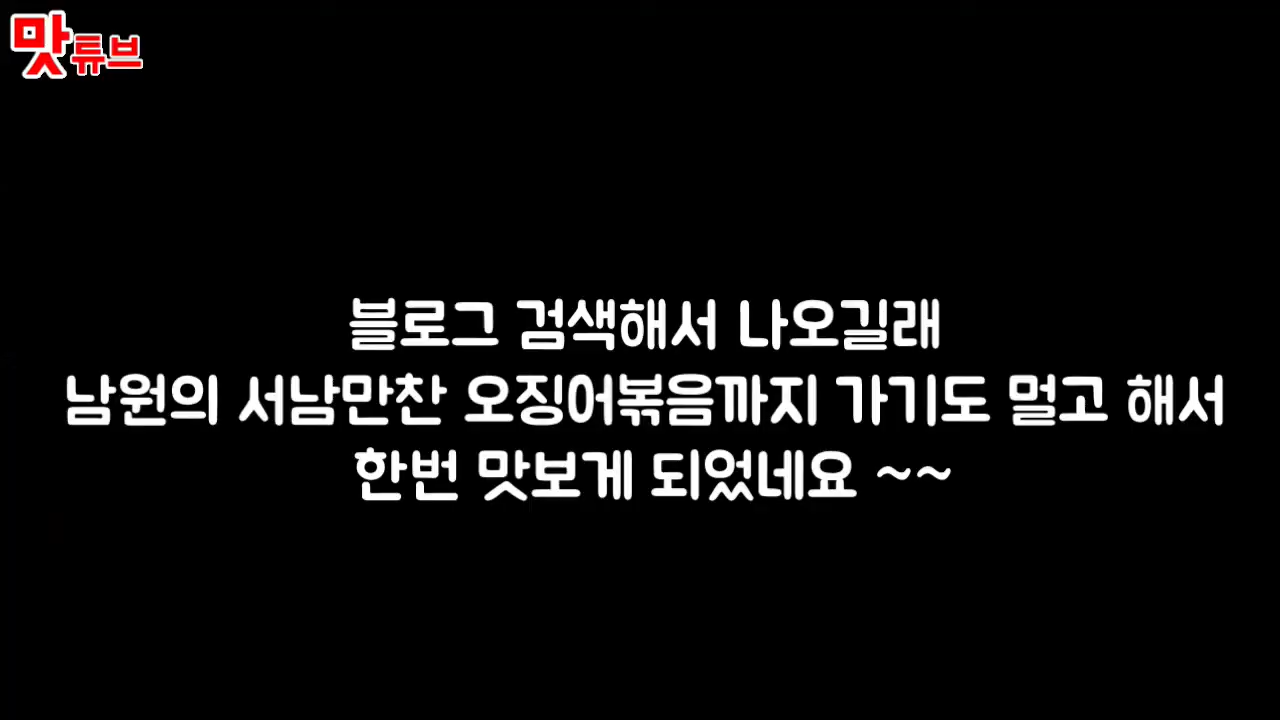 맛튜브
블로그 검색해서 나오길래
남원의 서남만찬 오징어볶음까지 가기도 멀고 해서
한번 맛보게 되었네요 ~~